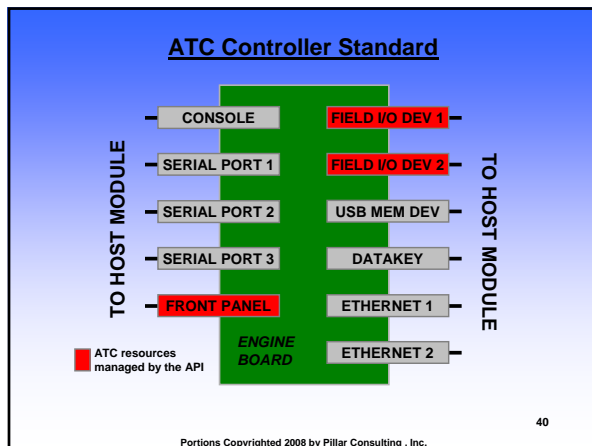 ATC Controller Standard
TO HOST MODULE
CONSOLE
SERIAL PORT 1
SERIAL PORT 2
SERIAL PORT 3
FRONT PANEL
FIELD I/O DEV 1
FIELD I/O DEV 2
USB MEM DEV
DATAKEY
ETHERNET 1
ETHERNET 2
TO HOST MODULE
ENGINE
BOARD
ATC resources
managed by the API
40
Portions Copyrighted 2008 by Pillar Consulting , Inc.